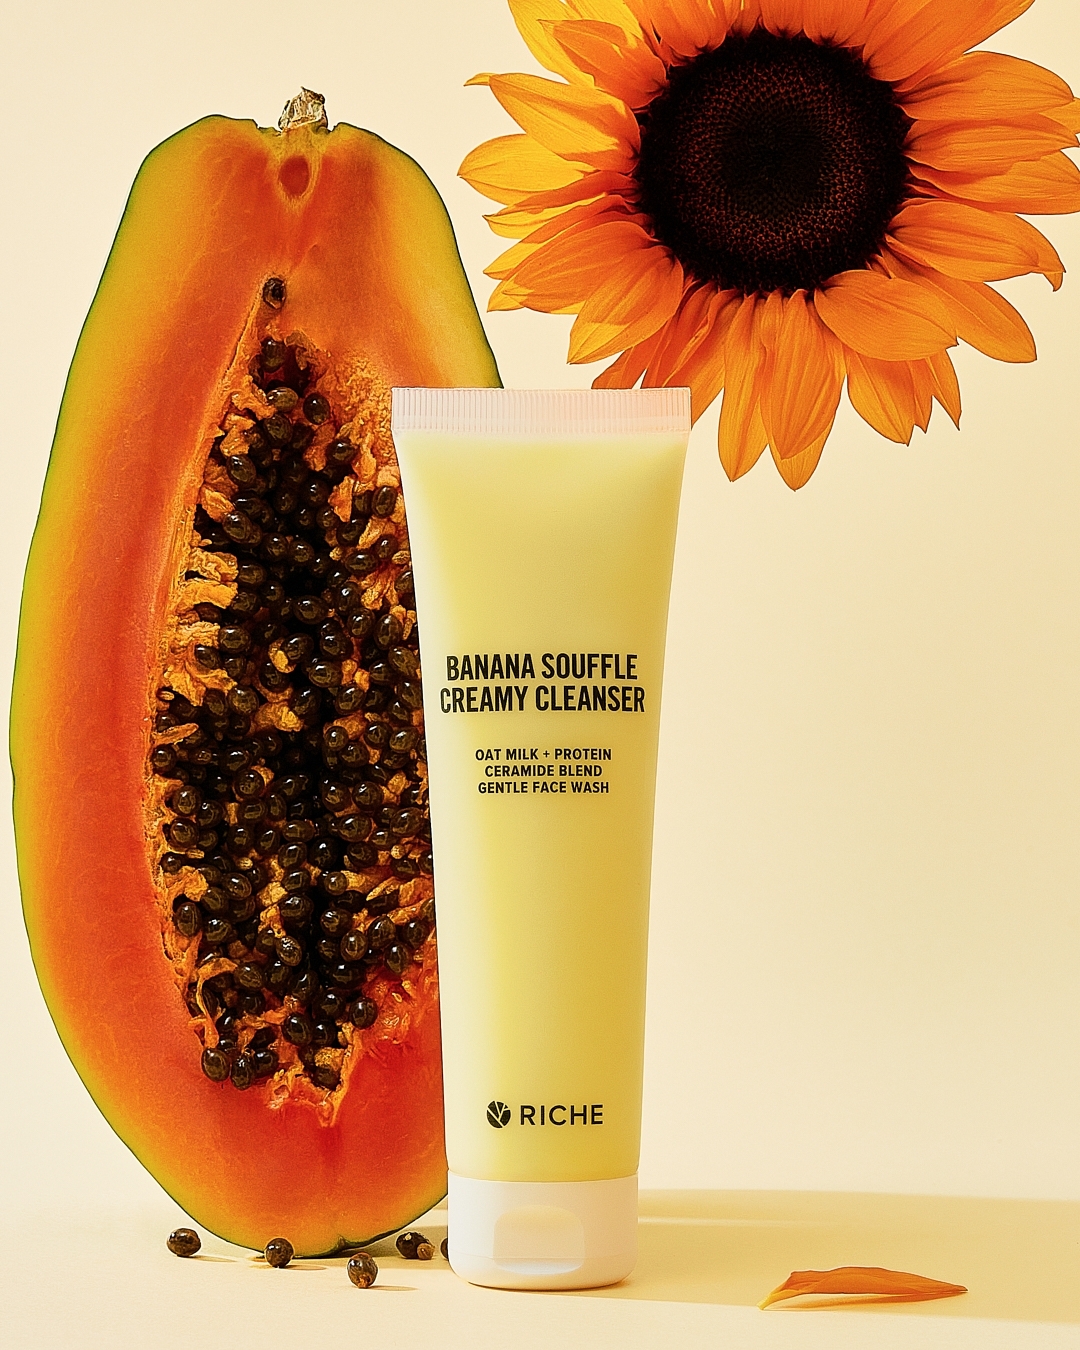 BANANA SOUFFLE
CREAMY CLEANSER
OAT MILK + PROTEIN
CERAMIDE BLEND
GENTLE FACE WASH
RICHE